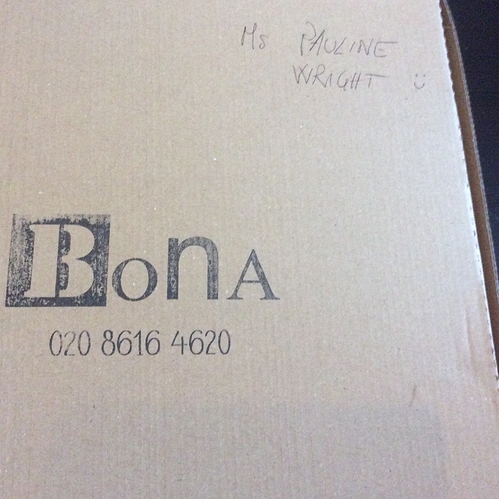 Ms PAULINE
WRIGHT
BonA
020 8616 4620